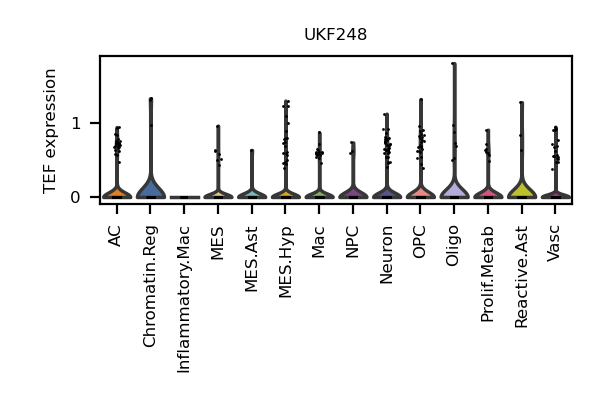 UKF248
TEF expression
1
0
AC
Chromatin.Reg
Inflammatory.Mac
MES
MES.Ast
MES.Hyp
Mac
NPC
Neuron
OPC
Oligo
Prolif.Metab
Reactive.Ast
Vasc